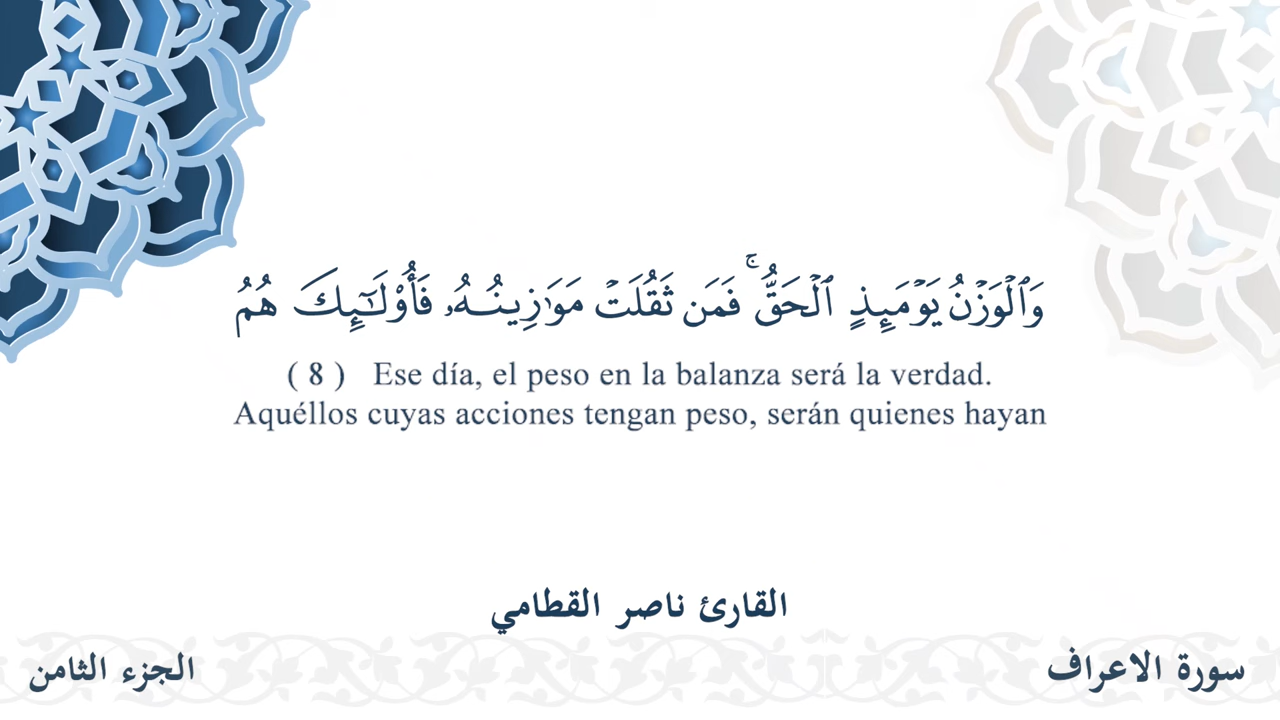 وَٱلۡوَزۡنُ يَوۡمَئِذٍ ٱلۡحَقُّۚ فَمَن ثَقُلَتۡ مَوَٰزِينُهُۥ فَأُوْلَٰٓئِكَ هُمُ
( 8 ) Ese día, el peso en la balanza será la verdad.
Aquéllos cuyas acciones tengan peso, serán quienes hayan
القارئ ناصر القطامي
سورة الاعراف
الجزء الثامن